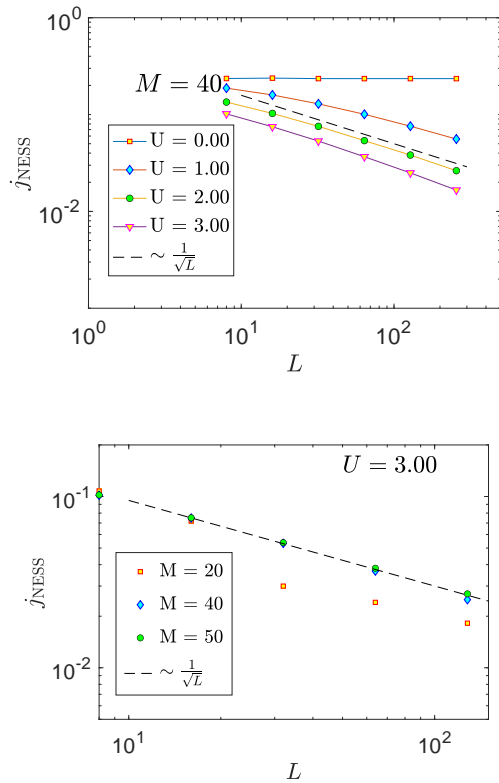 10^0
M = 40
j_NESS
10^-2
U = 0.00
U = 1.00
U = 2.00
U = 3.00
∼ 1/√L
10^0
10^1
10^2
L
U = 3.00
10^-1
j_NESS
M = 20
M = 40
M = 50
∼ 1/√L
10^-2
10^1
10^2
L